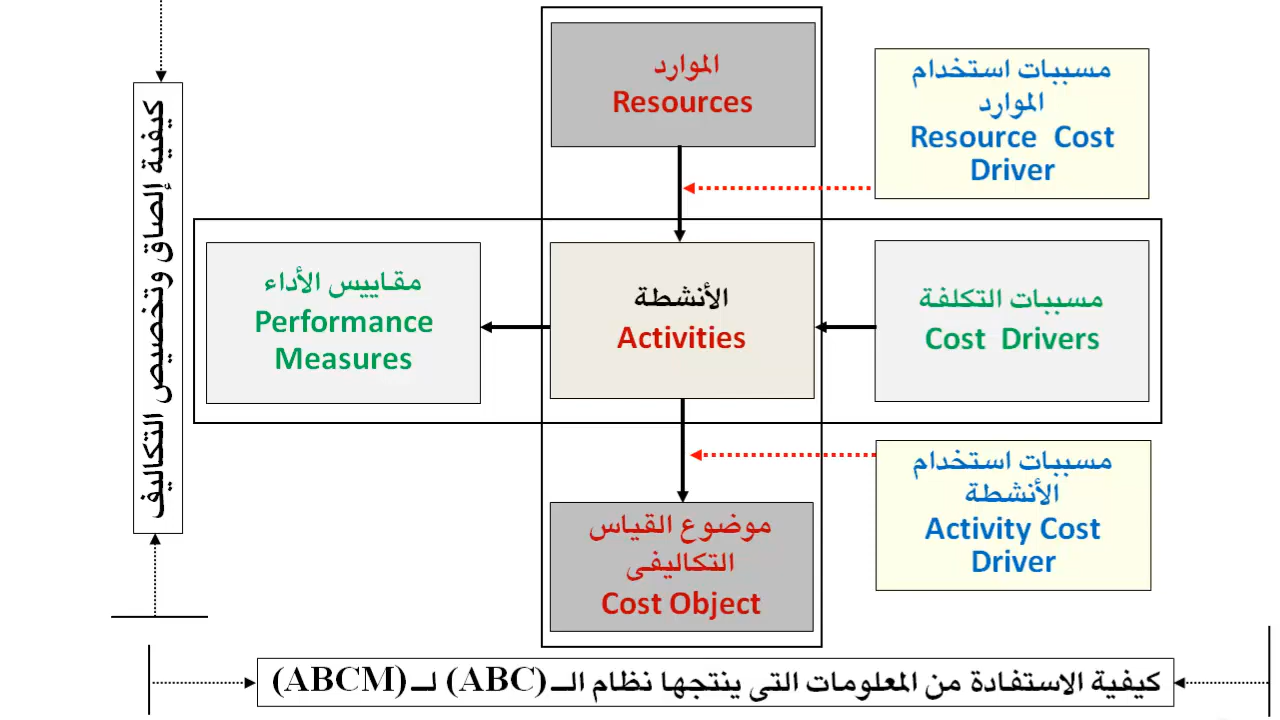 الموارد
Resources
مسببات استخدام
الموارد
Resource Cost
Driver
كيفية إلصاق وتخصيص التكاليف
مقاييس الأداء
Performance
Measures
الأنشطة
Activities
مسببات التكلفة
Cost Drivers
مسببات استخدام
الأنشطة
Activity Cost
Driver
موضوع القياس
التكاليفى
Cost Object
كيفية الاستفادة من المعلومات التى ينتجها نظام الـ (ABC) لـ (ABCM)